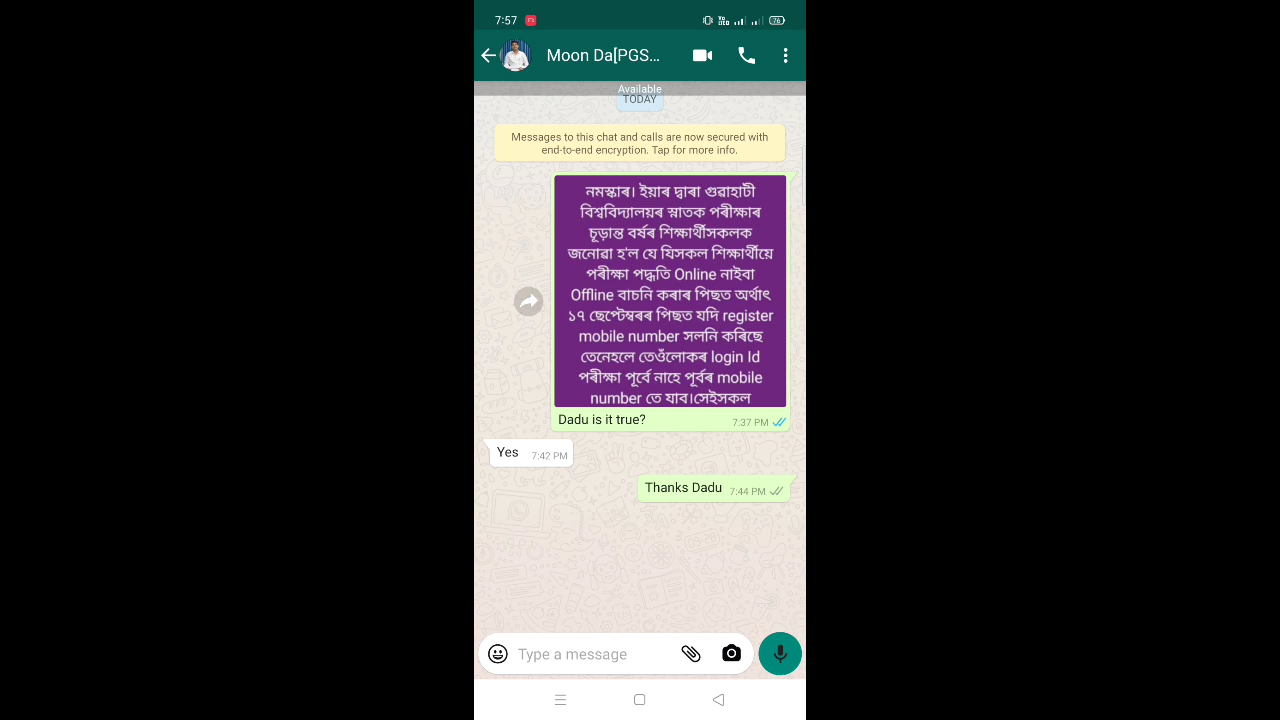 7:57
76
Moon Da[PGS...
Available
TODAY
Messages to this chat and calls are now secured with
end-to-end encryption. Tap for more info.
নমস্কাৰ। ইয়াৰ দ্বাৰা গুৱাহাটী
বিশ্ববিদ্যালয়ৰ স্নাতক পৰীক্ষাৰ
চূড়ান্ত বৰ্ষৰ শিক্ষাৰ্থীসকলক
জনোৱা হ'ল যে যিসকল শিক্ষাৰ্থীয়ে
পৰীক্ষা পদ্ধতি Online নাইবা
Offline বাচনি কৰাৰ পিছত অৰ্থাৎ
১৭ ছেপ্টেম্বৰৰ পিছত যদি register
mobile number সলনি কৰিছে
তেনেহলে তেওঁলোকৰ login Id
পৰীক্ষা পূৰ্বে নাহে পূৰ্বৰ mobile
number তে যাব।সেইসকল
Dadu is it true?
7:37 PM
Yes
7:42 PM
Thanks Dadu
7:44 PM
Type a message